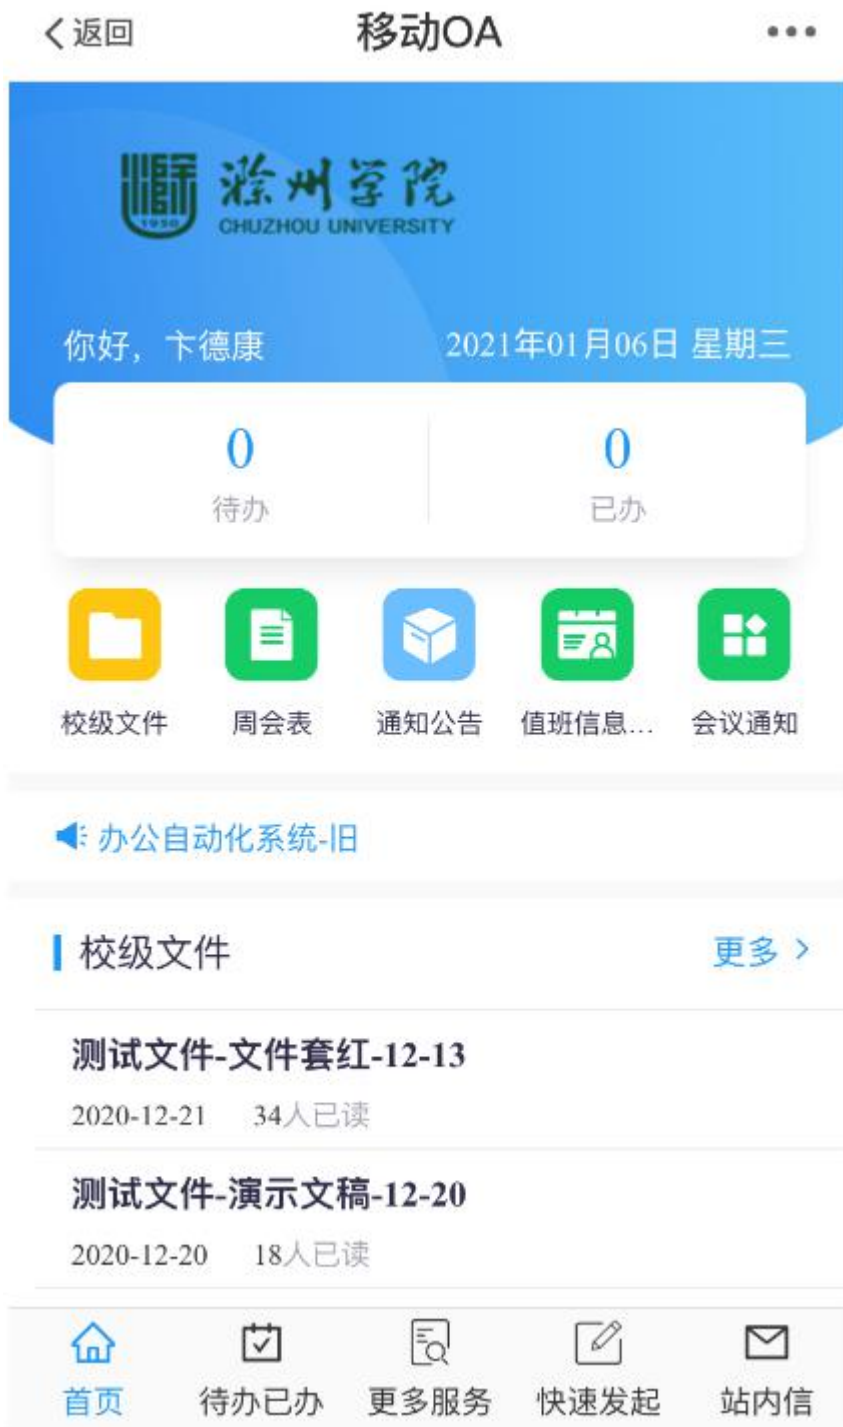 返回 移动OA
滁州学院
CHUZHOU UNIVERSITY
1950
你好，卞德康 2021年01月06日 星期三
0 0
待办 已办
校级文件 周会表 通知公告 值班信息... 会议通知
办公自动化系统-旧
校级文件 更多
测试文件-文件套红-12-13
2020-12-21 34人已读
测试文件-演示文稿-12-20
2020-12-20 18人已读
首页 待办已办 更多服务 快速发起 站内信